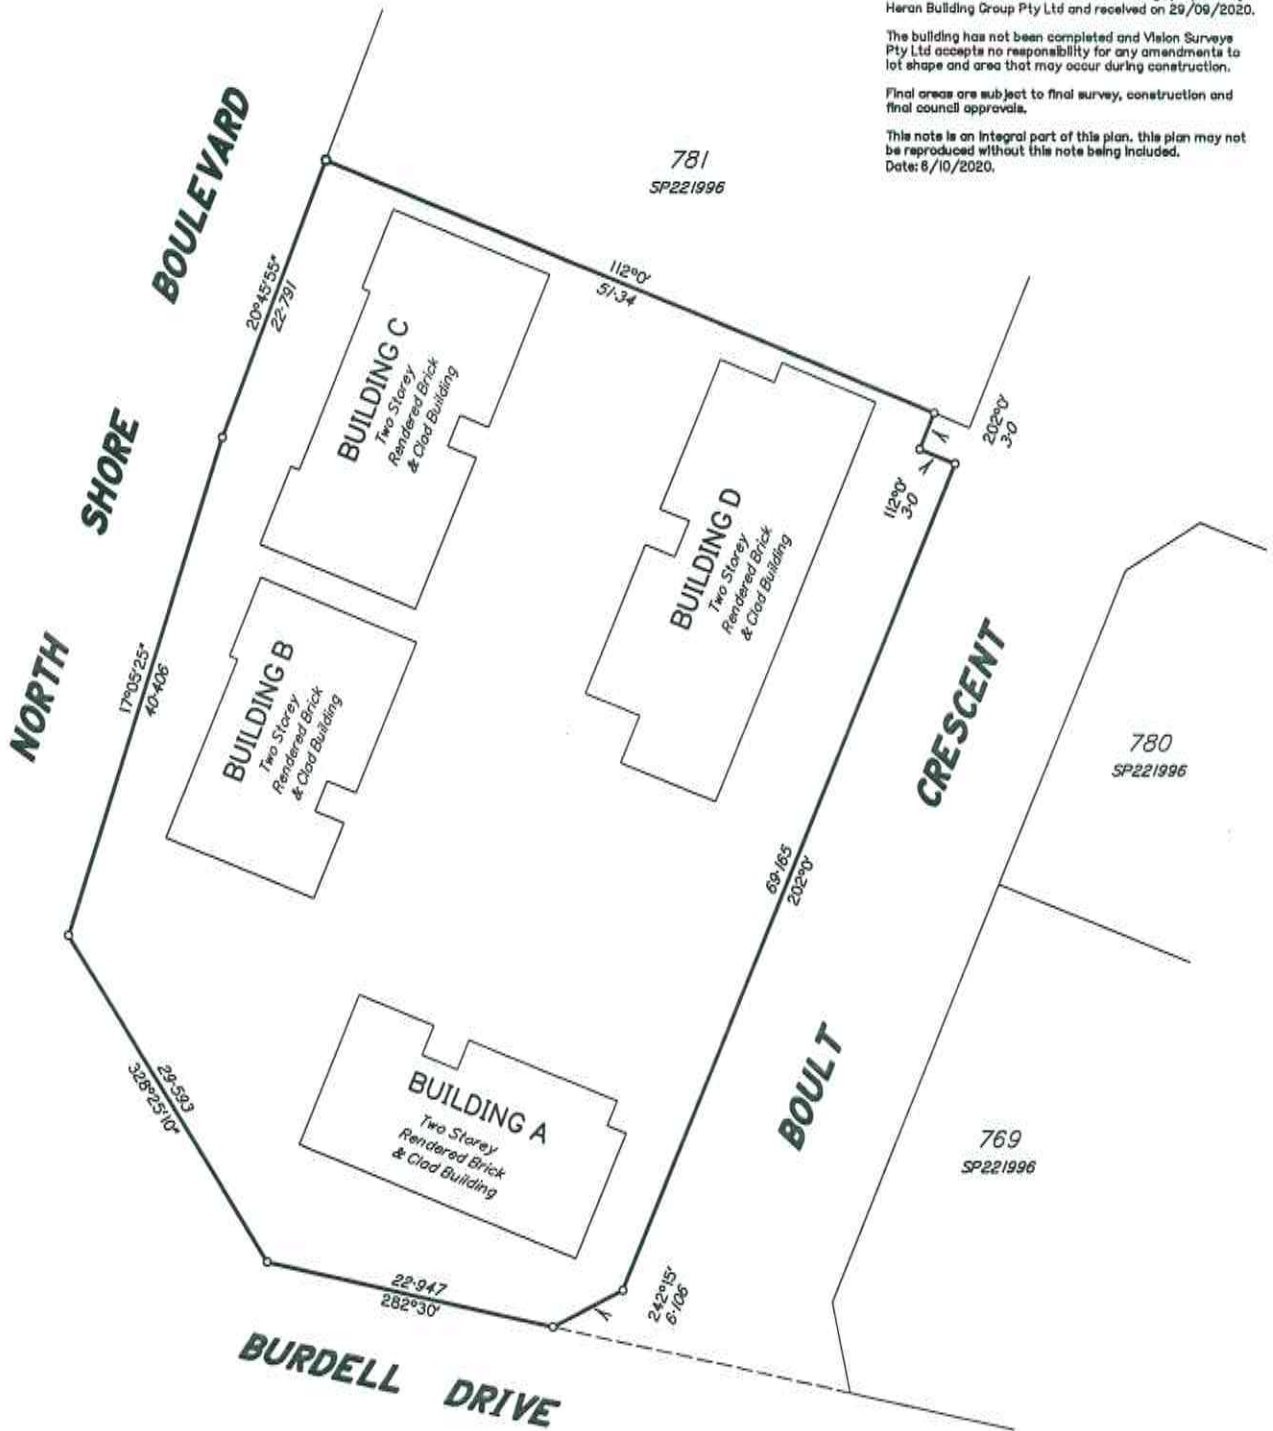 Heran Building Group Pty Ltd and received on 29/09/2020.
The building has not been completed and Vision Surveys
Pty Ltd accepts no responsibility for any amendments to
lot shape and area that may occur during construction.
Final areas are subject to final survey, construction and
final council approvals.
This note is an integral part of this plan. this plan may not
be reproduced without this note being included.
Date: 6/10/2020.
781
SP221996
NORTH SHORE BOULEVARD
20°45'55"
22·791
112°0'
51·34
BUILDING C
Two Storey
Rendered Brick
& Clad Building
202°0'
3·0
112°0'
3·0
BUILDING D
Two Storey
Rendered Brick
& Clad Building
17°05'25"
40·406
BUILDING B
Two Storey
Rendered Brick
& Clad Building
BOULT CRESCENT
780
SP221996
69·165
202°0'
328°25'10"
29·593
BUILDING A
Two Storey
Rendered Brick
& Clad Building
769
SP221996
22·947
282°30'
242°15'
6·106
BURDELL DRIVE